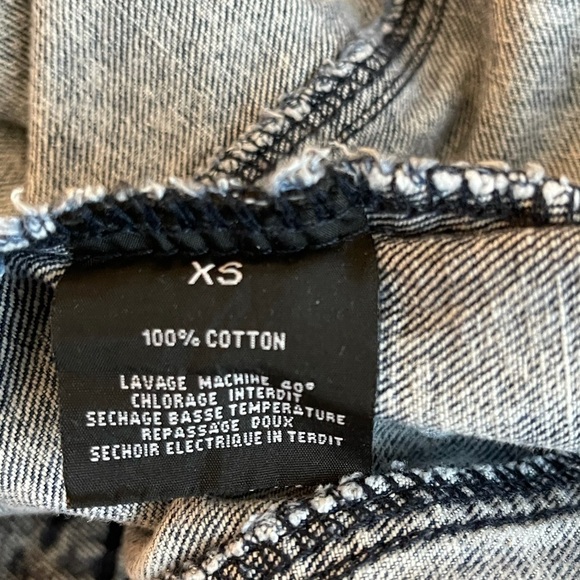 XS
100% COTTON
LAVAGE MACHINE 40°
CHLORAGE INTERDIT
SECHAGE BASSE TEMPERATURE
REPASSAGE DOUX
SECHOIR ELECTRIQUE IN TERDIT